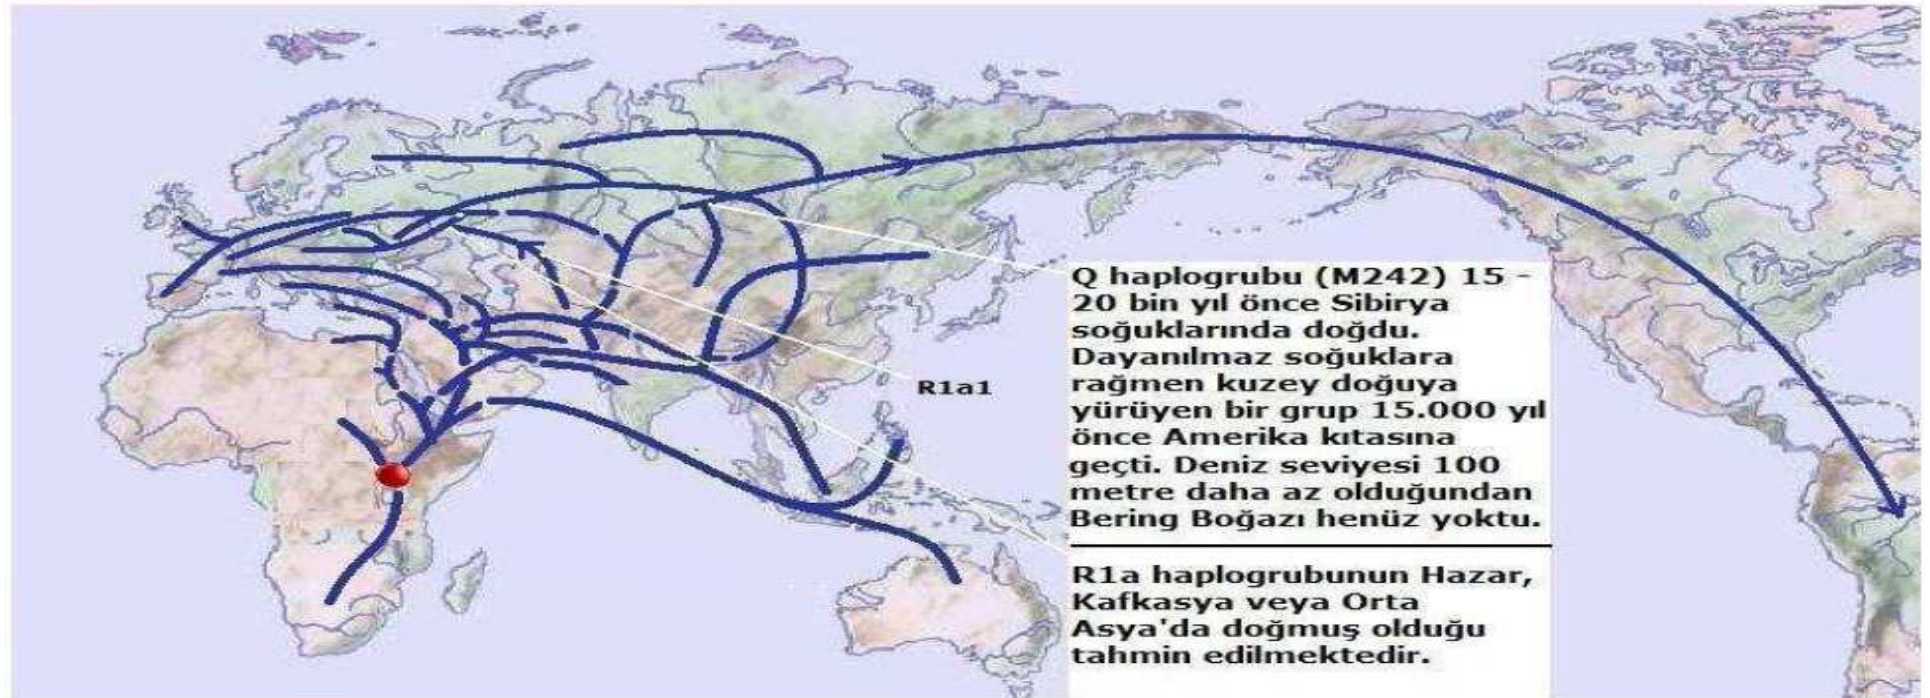 R1a1
Q haplogrubu (M242) 15 -
20 bin yıl önce Sibirya
soğuklarında doğdu.
Dayanılmaz soğuklara
rağmen kuzey doğuya
yürüyen bir grup 15.000 yıl
önce Amerika kıtasına
geçti. Deniz seviyesi 100
metre daha az olduğundan
Bering Boğazı henüz yoktu.
R1a haplogrubunun Hazar,
Kafkasya veya Orta
Asya'da doğmuş olduğu
tahmin edilmektedir.